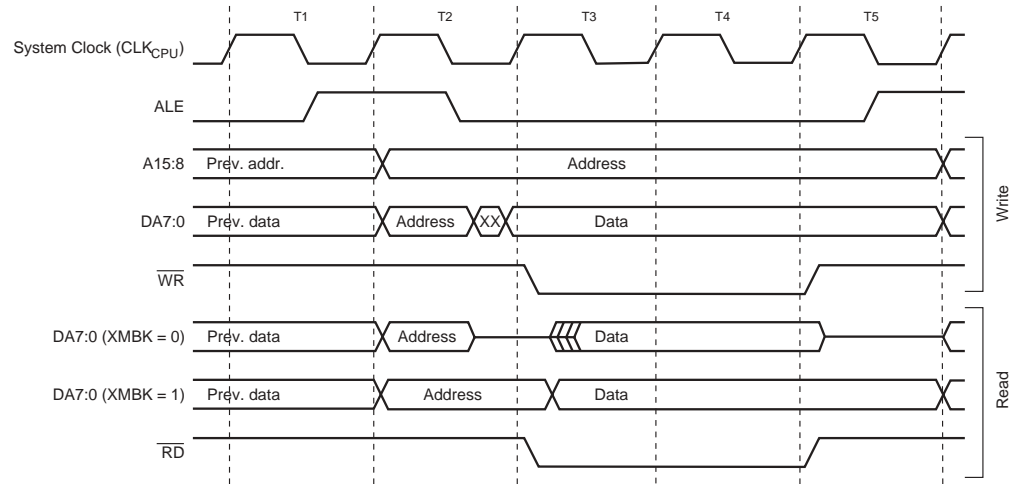 T1 T2 T3 T4 T5
System Clock (CLKCPU)
ALE
A15:8 Prev. addr. Address
DA7:0 Prev. data Address XX Data
WR
Write
DA7:0 (XMBK = 0) Prev. data Address Data
DA7:0 (XMBK = 1) Prev. data Address Data
RD
Read